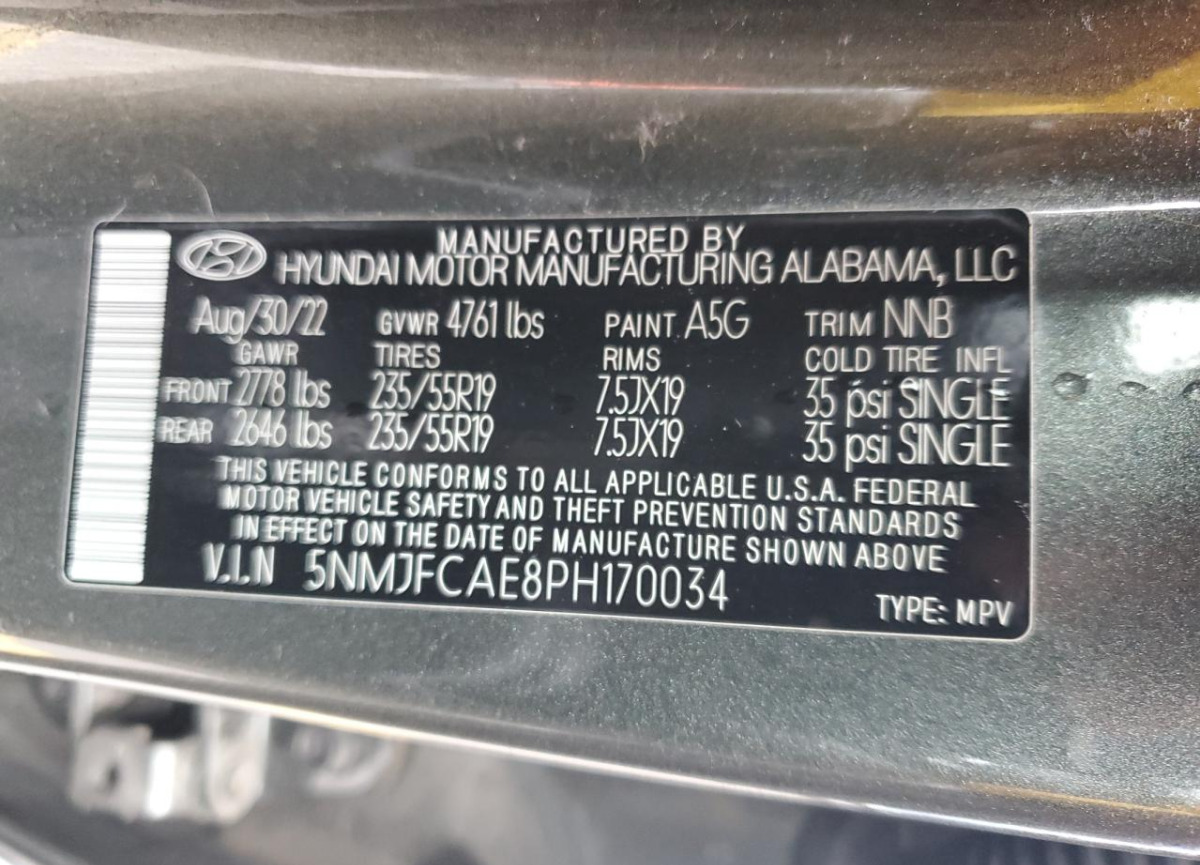 MANUFACTURED BY
HYUNDAI MOTOR MANUFACTURING ALABAMA, LLC
Aug/30/22 GVWR 4761 lbs PAINT A5G TRIM NNB
GAWR TIRES RIMS COLD TIRE INFL
FRONT 2778 lbs 235/55R19 7.5JX19 35 psi SINGLE
REAR 2646 lbs 235/55R19 7.5JX19 35 psi SINGLE
THIS VEHICLE CONFORMS TO ALL APPLICABLE U.S.A. FEDERAL
MOTOR VEHICLE SAFETY AND THEFT PREVENTION STANDARDS
IN EFFECT ON THE DATE OF MANUFACTURE SHOWN ABOVE
V.I.N 5NMJFCAE8PH170034
TYPE: MPV